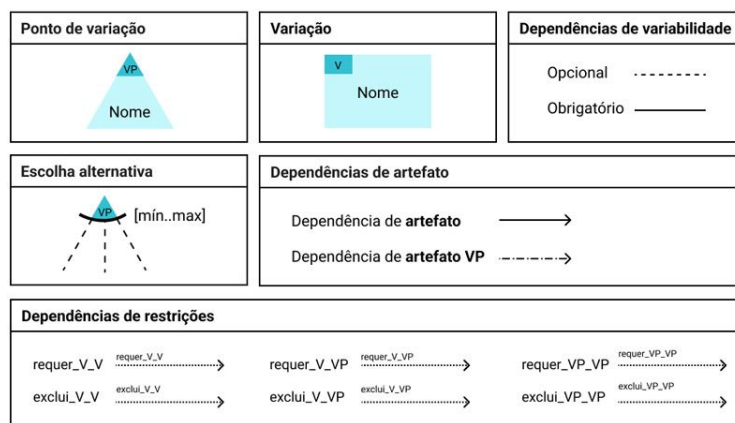 Ponto de variação
VP
Nome
Variação
V
Nome
Dependências de variabilidade
Opcional
Obrigatório
Escolha alternativa
VP
[mín..max]
Dependências de artefato
Dependência de artefato
Dependência de artefato VP
Dependências de restrições
requer_V_V requer_V_V
requer_V_VP requer_V_VP
requer_VP_VP requer_VP_VP
exclui_V_V exclui_V_V
exclui_V_VP exclui_V_VP
exclui_VP_VP exclui_VP_VP